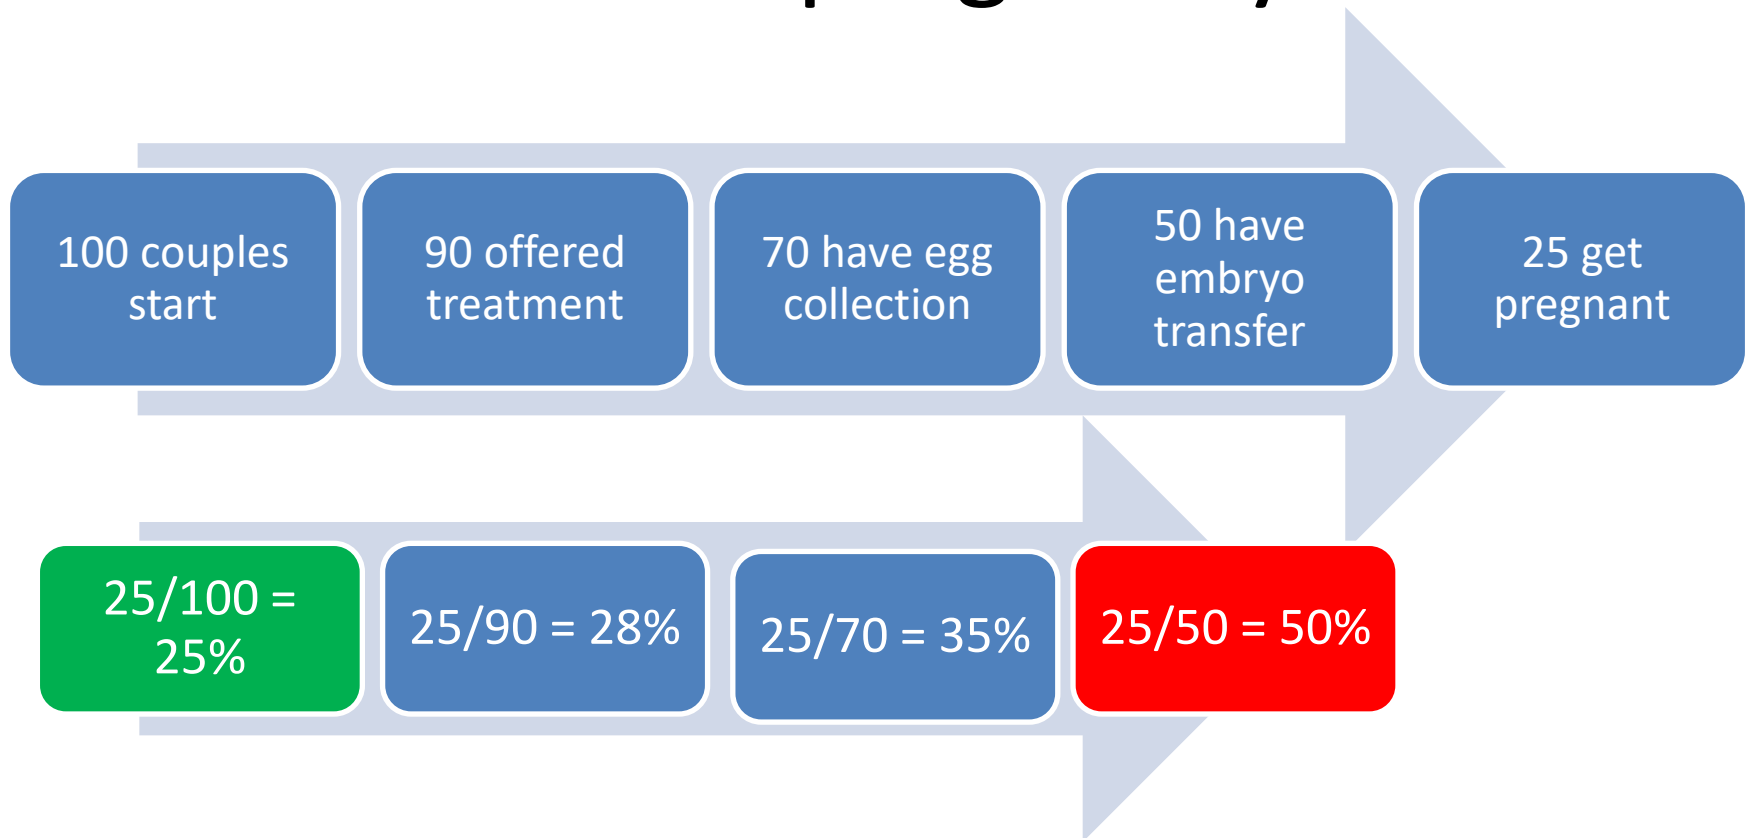 100 couples
start
90 offered
treatment
70 have egg
collection
50 have
embryo
transfer
25 get
pregnant
25/100 =
25%
25/90 = 28%
25/70 = 35%
25/50 = 50%